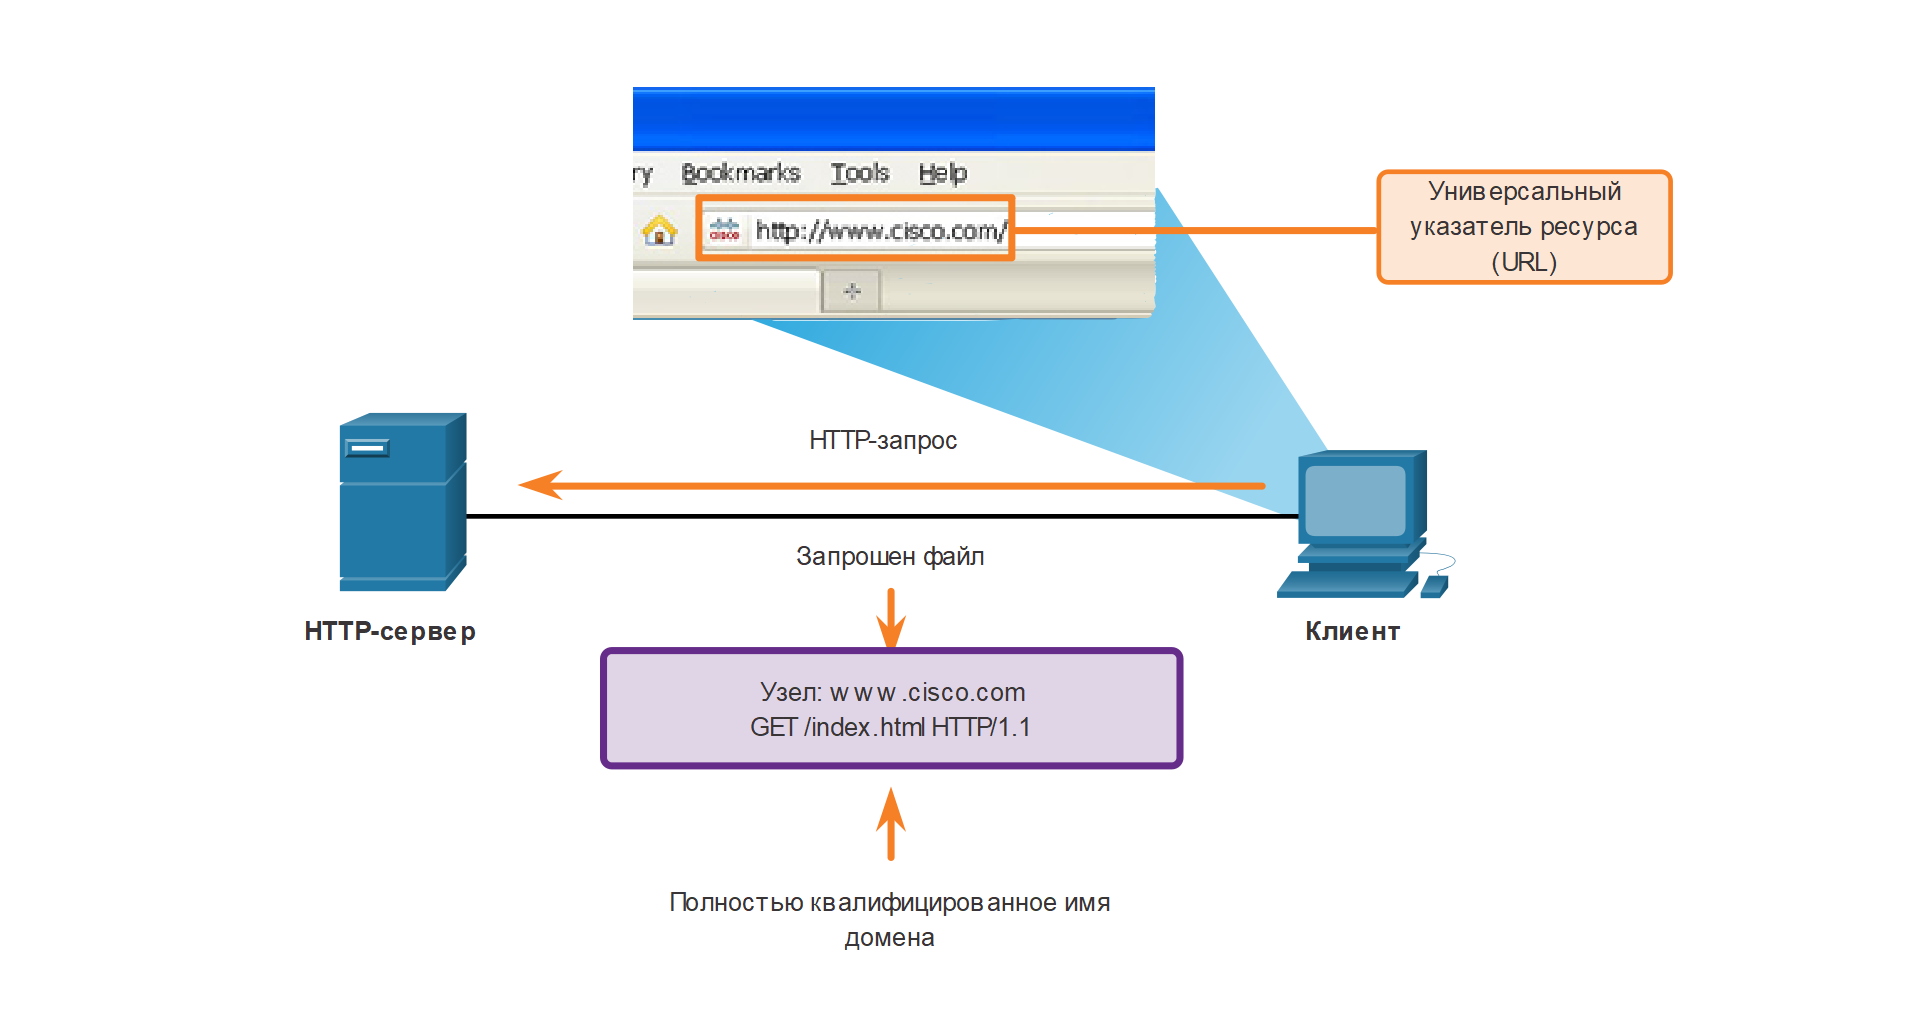 ry Bookmarks Tools Help
cisco http://www.cisco.com/
Универсальный
указатель ресурса
(URL)
HTTP-запрос
Запрошен файл
HTTP-сервер
Клиент
Узел: www.cisco.com
GET /index.html HTTP/1.1
Полностью квалифицированное имя
домена